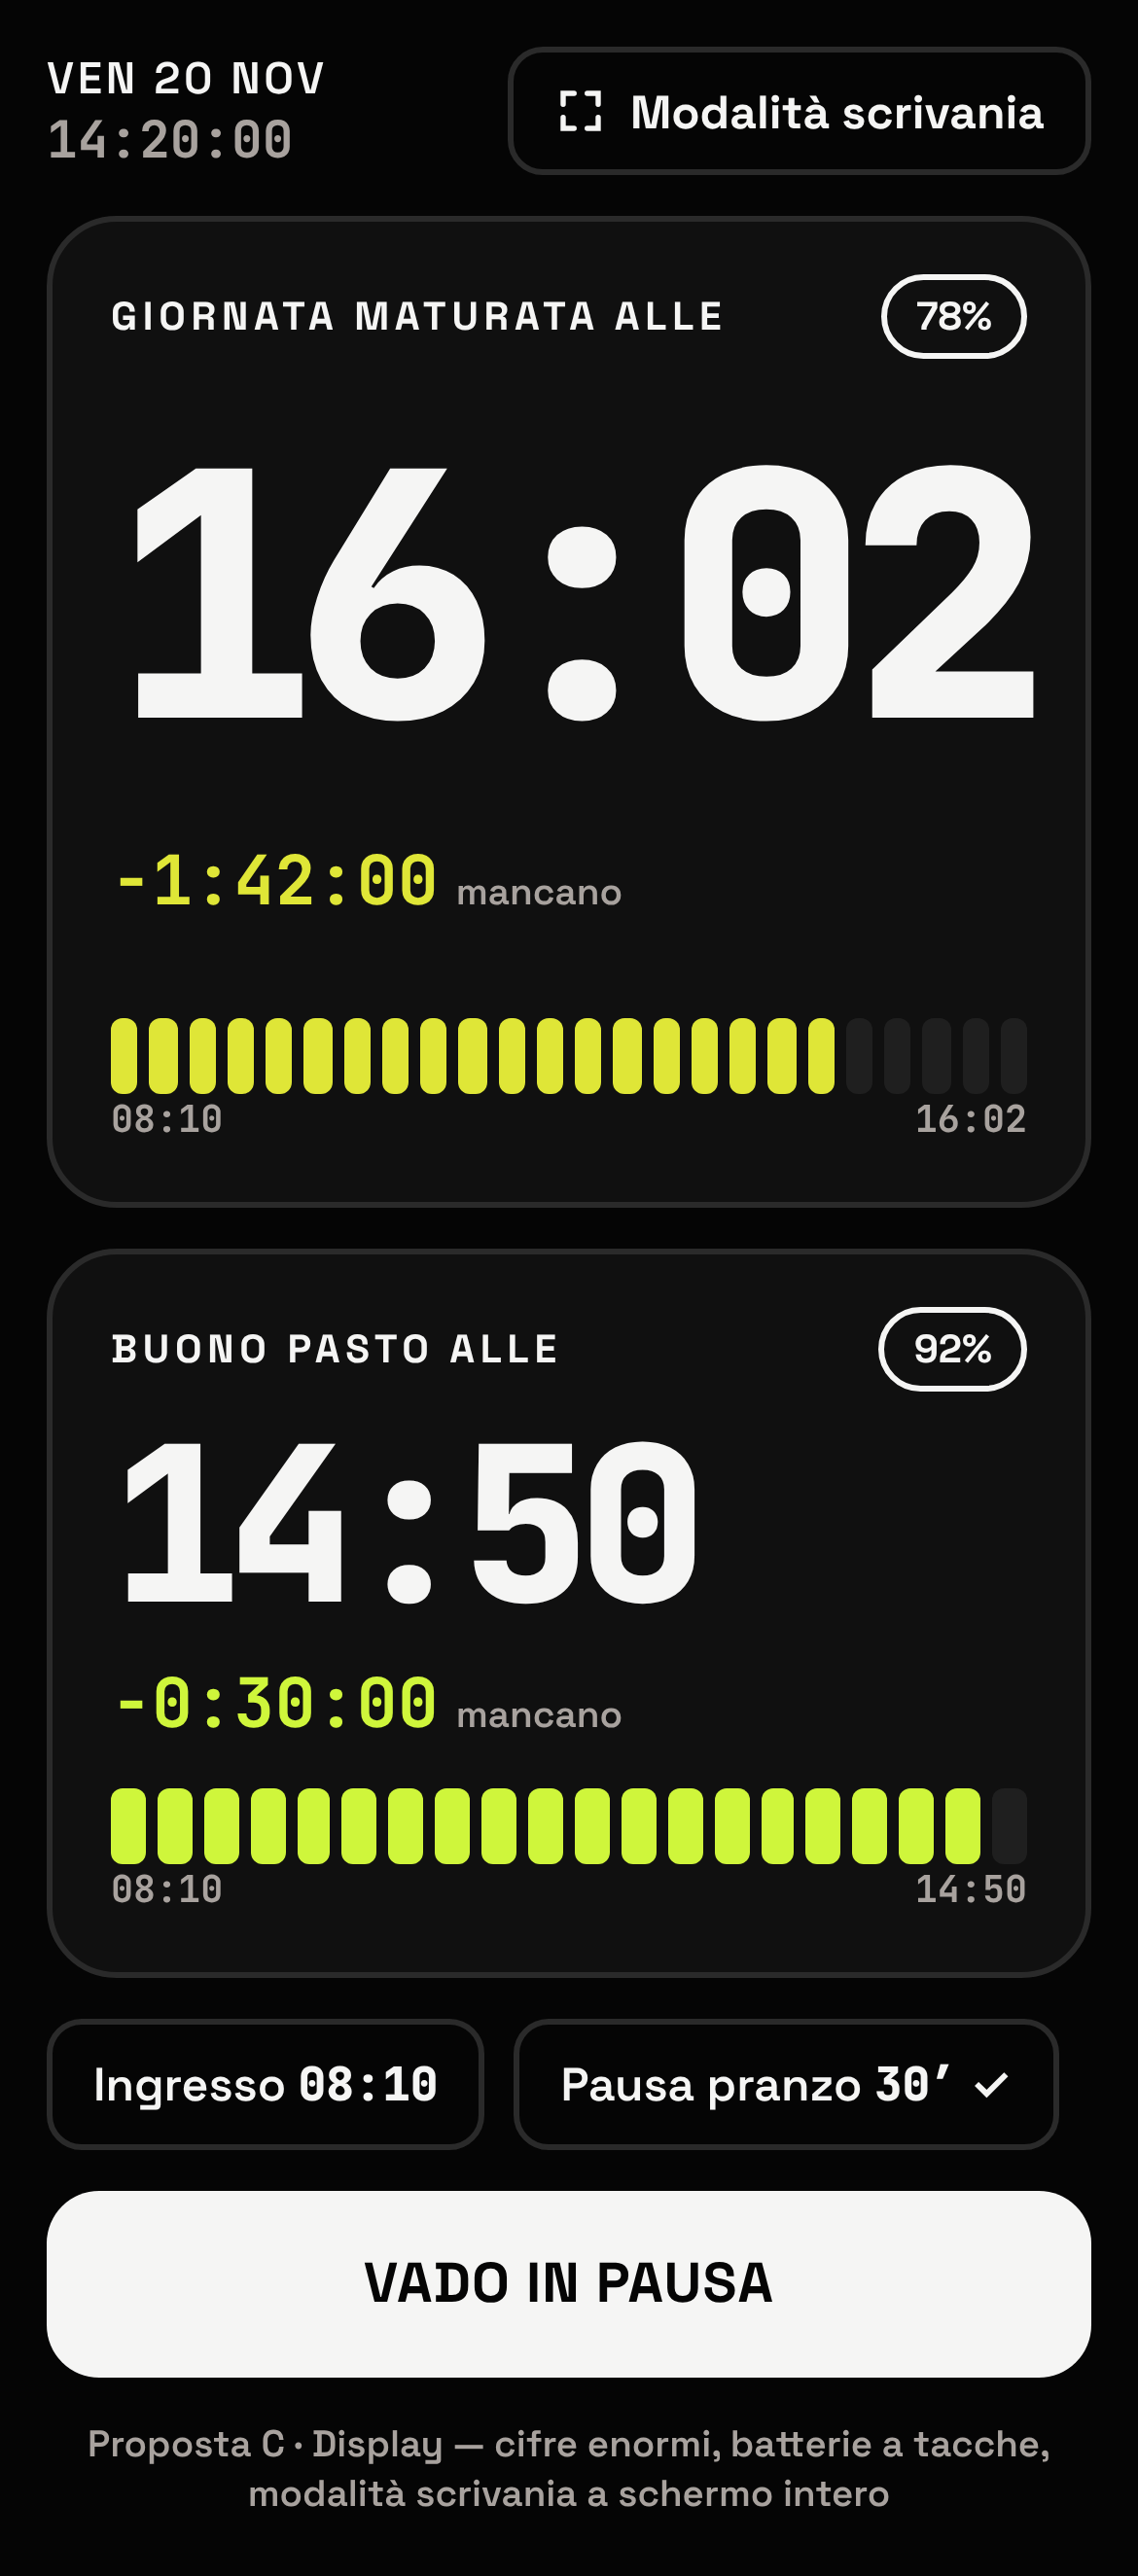 VEN 20 NOV
14:20:00
Modalità scrivania
GIORNATA MATURATA ALLE
78%
16:02
-1:42:00 mancano
08:10
16:02
BUONO PASTO ALLE
92%
14:50
-0:30:00 mancano
08:10
14:50
Ingresso 08:10
Pausa pranzo 30’ ✓
VADO IN PAUSA
Proposta C · Display — cifre enormi, batterie a tacche,
modalità scrivania a schermo intero